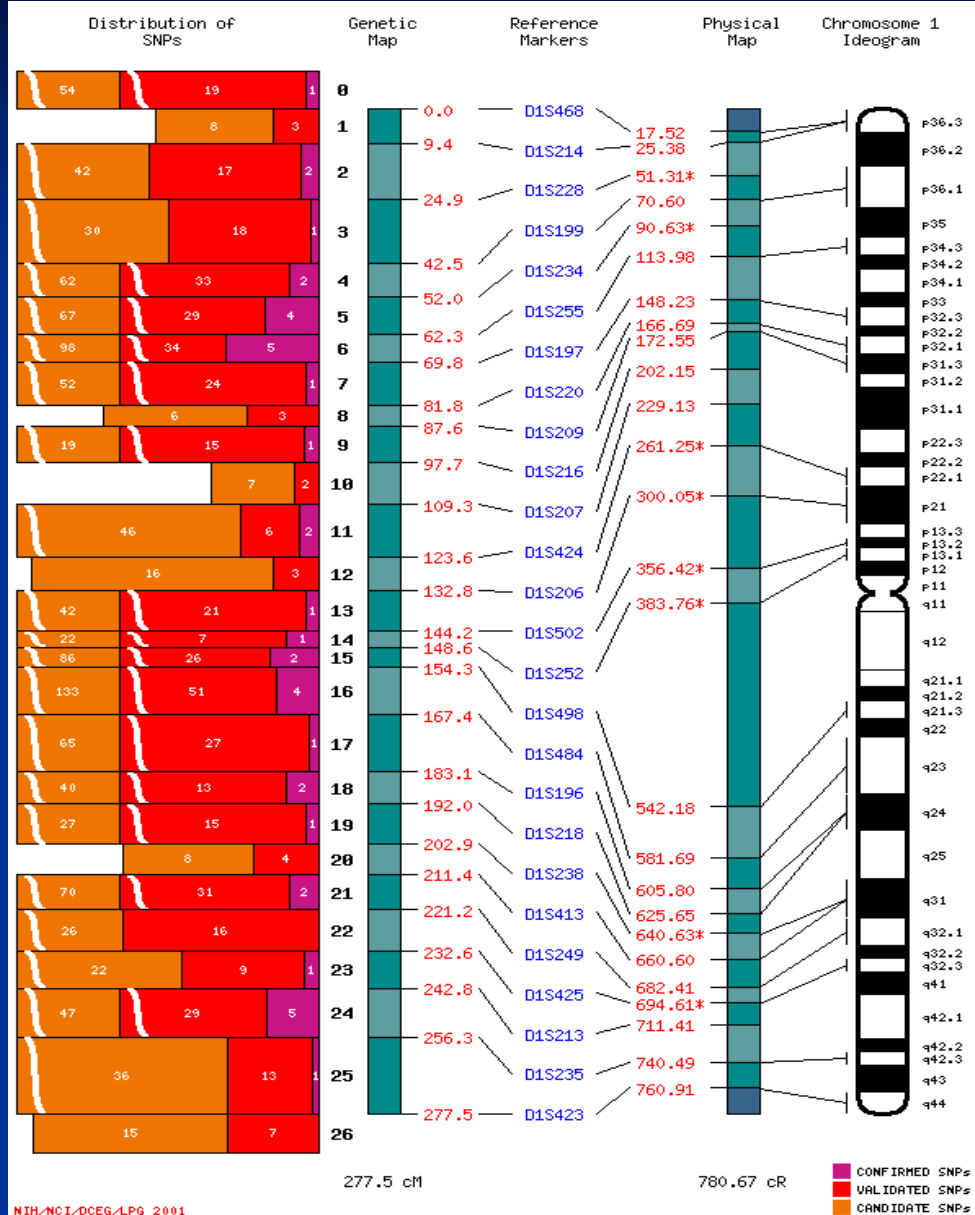 Distribution of SNPs
Genetic Map
Reference Markers
Physical Map
Chromosome 1 Ideogram
54 19 1 0
8 3 1
42 17 2 2
30 18 1 3
62 33 2 4
67 29 4 5
98 34 5 6
52 24 1 7
6 3 8
19 15 1 9
7 2 10
46 6 2 11
16 3 12
42 21 1 13
22 7 1 14
86 26 2 15
133 51 4 16
65 27 1 17
40 13 2 18
27 15 1 19
8 4 20
70 31 2 21
26 16 22
22 9 1 23
47 29 5 24
36 13 1 25
15 7 26
0.0
9.4
24.9
42.5
52.0
62.3
69.8
81.8
87.6
97.7
109.3
123.6
132.8
144.2
148.6
154.3
167.4
183.1
192.0
202.9
211.4
221.2
232.6
242.8
256.3
277.5
D1S468
D1S214
D1S228
D1S199
D1S234
D1S255
D1S197
D1S220
D1S209
D1S216
D1S207
D1S424
D1S206
D1S502
D1S252
D1S498
D1S484
D1S196
D1S218
D1S238
D1S413
D1S249
D1S425
D1S213
D1S235
D1S423
17.52
25.38
51.31*
70.60
90.63*
113.98
148.23
166.69
172.55
202.15
229.13
261.25*
300.05*
356.42*
383.76*
542.18
581.69
605.80
625.65
640.63*
660.60
682.41
694.61*
711.41
740.49
760.91
p36.3
p36.2
p36.1
p35
p34.3
p34.2
p34.1
p33
p32.3
p32.2
p32.1
p31.3
p31.2
p31.1
p22.3
p22.2
p22.1
p21
p13.3
p13.2
p13.1
p12
p11
q11
q12
q21.1
q21.2
q21.3
q22
q23
q24
q25
q31
q32.1
q32.2
q32.3
q41
q42.1
q42.2
q42.3
q43
q44
277.5 cM
780.67 cR
CONFIRMED SNPs
VALIDATED SNPs
CANDIDATE SNPs
NIH/NCI/DCEG/LPG 2001